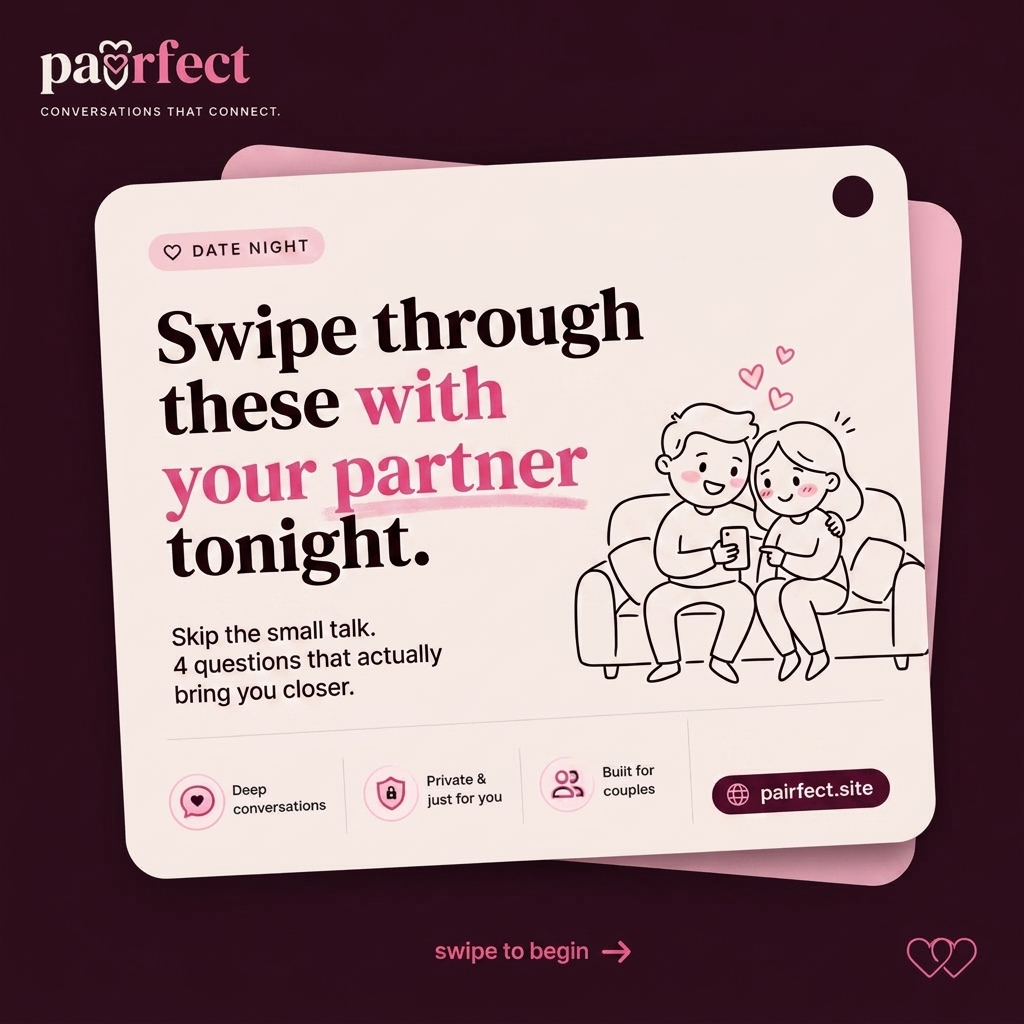 pairfect
CONVERSATIONS THAT CONNECT.
DATE NIGHT
Swipe through
these with
your partner
tonight.
Skip the small talk.
4 questions that actually
bring you closer.
Deep
conversations
Private &
just for you
Buiit for
couples
pairfect.site
swipe to begin →